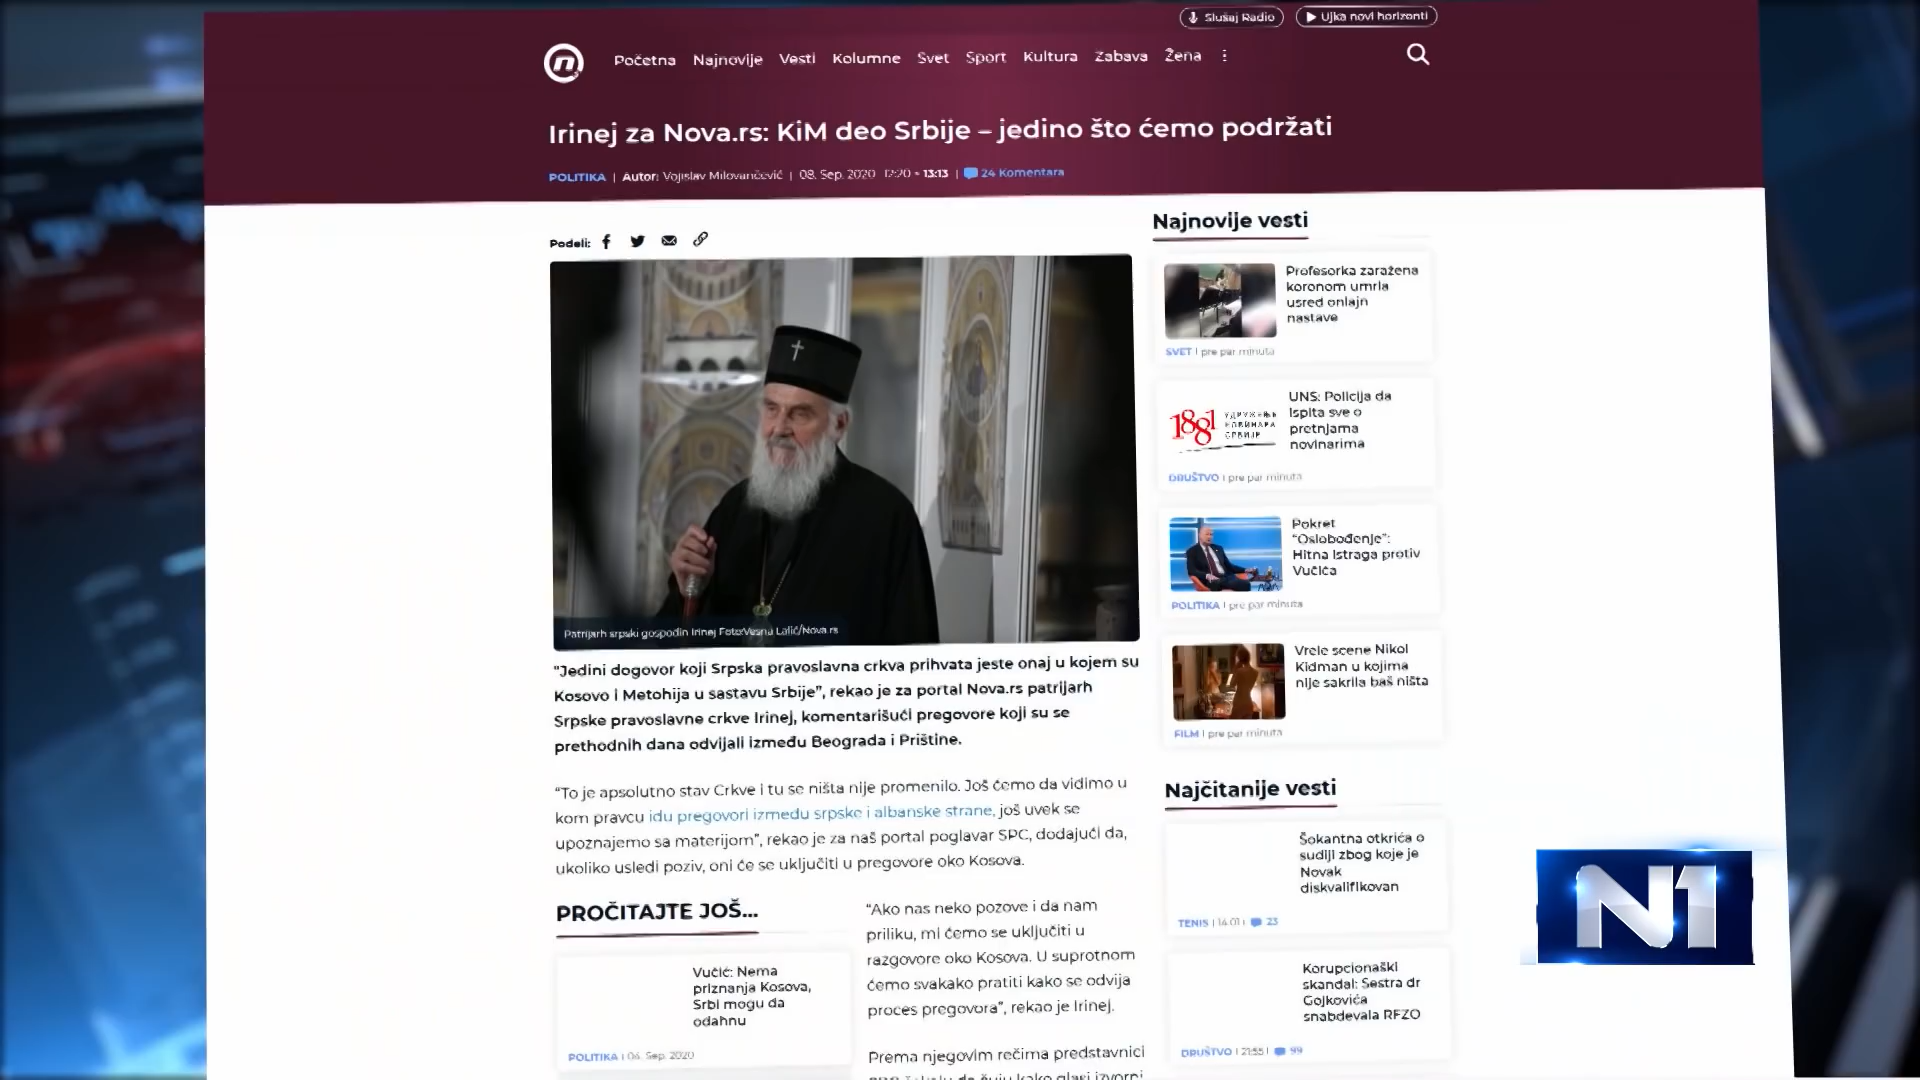 Slušaj Radio
Ujka novi horizonti
Početna Najnovije Vesti Kolumne Svet Sport Kultura Zabava Žena
Irinej za Nova.rs: KiM deo Srbije – jedino što ćemo podržati
POLITIKA | Autor: Vojislav Milovančević | 08. Sep. 2020 12:20 » 13:13 | 24 Komentara
Podeli:
Patrijarh srpski gospodin Irinej Foto:Vesna Lalić/Nova.rs
"Jedini dogovor koji Srpska pravoslavna crkva prihvata jeste onaj u kojem su
Kosovo i Metohija u sastavu Srbije", rekao je za portal Nova.rs patrijarh
Srpske pravoslavne crkve Irinej, komentarišući pregovore koji su se
prethodnih dana odvijali između Beograda i Prištine.
“To je apsolutno stav Crkve i tu se ništa nije promenilo. Još ćemo da vidimo u
kom pravcu idu pregovori između srpske i albanske strane, još uvek se
upoznajemo sa materijom”, rekao je za naš portal poglavar SPC, dodajući da,
ukoliko usledi poziv, oni će se uključiti u pregovore oko Kosova.
PROČITAJTE JOŠ...
Vučić: Nema
priznanja Kosova,
Srbi mogu da
odahnu
POLITIKA | 04. Sep. 2020
“Ako nas neko pozove i da nam
priliku, mi ćemo se uključiti u
razgovore oko Kosova. U suprotnom
ćemo svakako pratiti kako se odvija
proces pregovora”, rekao je Irinej.
Prema njegovim rečima predstavnici
Najnovije vesti
Profesorka zaražena
koronom umrla
usred onlajn
nastave
SVET | pre par minuta
1881
УДРУЖЕЊЕ
НОВИНАРА
СРБИЈЕ
UNS: Policija da
ispita sve o
pretnjama
novinarima
DRUŠTVO | pre par minuta
Pokret
“Oslobođenje”:
Hitna istraga protiv
Vučića
POLITIKA | pre par minuta
Vrele scene Nikol
Kidman u kojima
nije sakrila baš ništa
FILM | pre par minuta
Najčitanije vesti
Šokantna otkrića o
sudiji zbog koje je
Novak
diskvalifikovan
TENIS | 14:01 | 23
Korupcionaški
skandal: Sestra dr
Gojkovića
snabdevala RFZO
DRUŠTVO | 21:55 | 99
N1